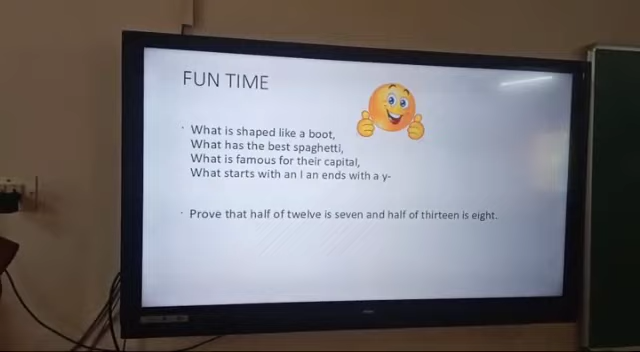 FUN TIME
What is shaped like a boot,
What has the best spaghetti,
What is famous for their capital,
What starts with an I an ends with a y-
Prove that half of twelve is seven and half of thirteen is eight.